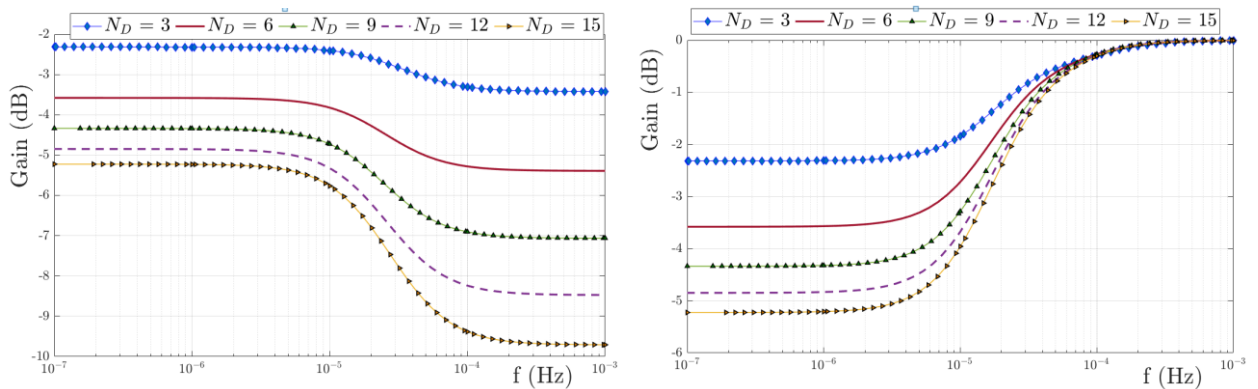 N_D = 3 N_D = 6 N_D = 9 N_D = 12 N_D = 15
-2
-3
-4
-5
-6
-7
-8
-9
-10
Gain (dB)
10⁻⁷ 10⁻⁶ 10⁻⁵ 10⁻⁴ 10⁻³
f (Hz)
N_D = 3 N_D = 6 N_D = 9 N_D = 12 N_D = 15
0
-1
-2
-3
-4
-5
-6
Gain (dB)
10⁻⁷ 10⁻⁶ 10⁻⁵ 10⁻⁴ 10⁻³
f (Hz)